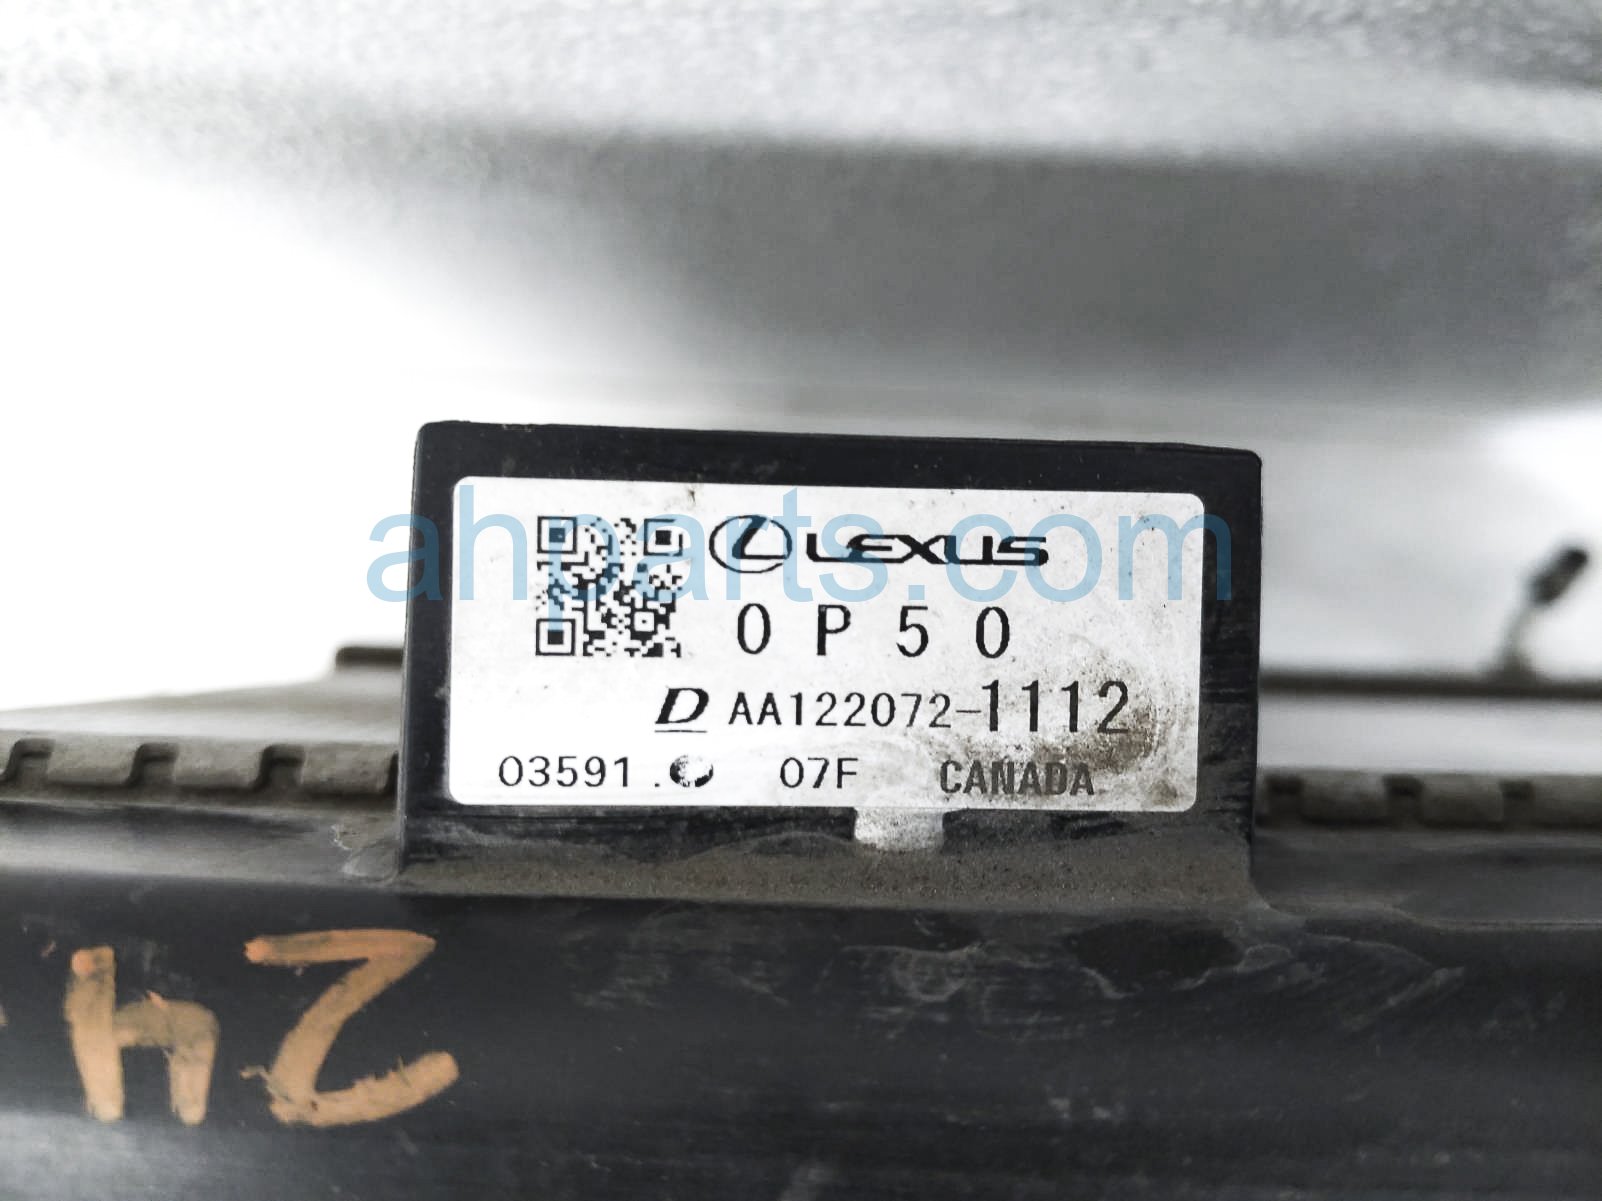 ahparts.com
LEXUS
0P50
D AA122072-1112
03591. 07F CANADA